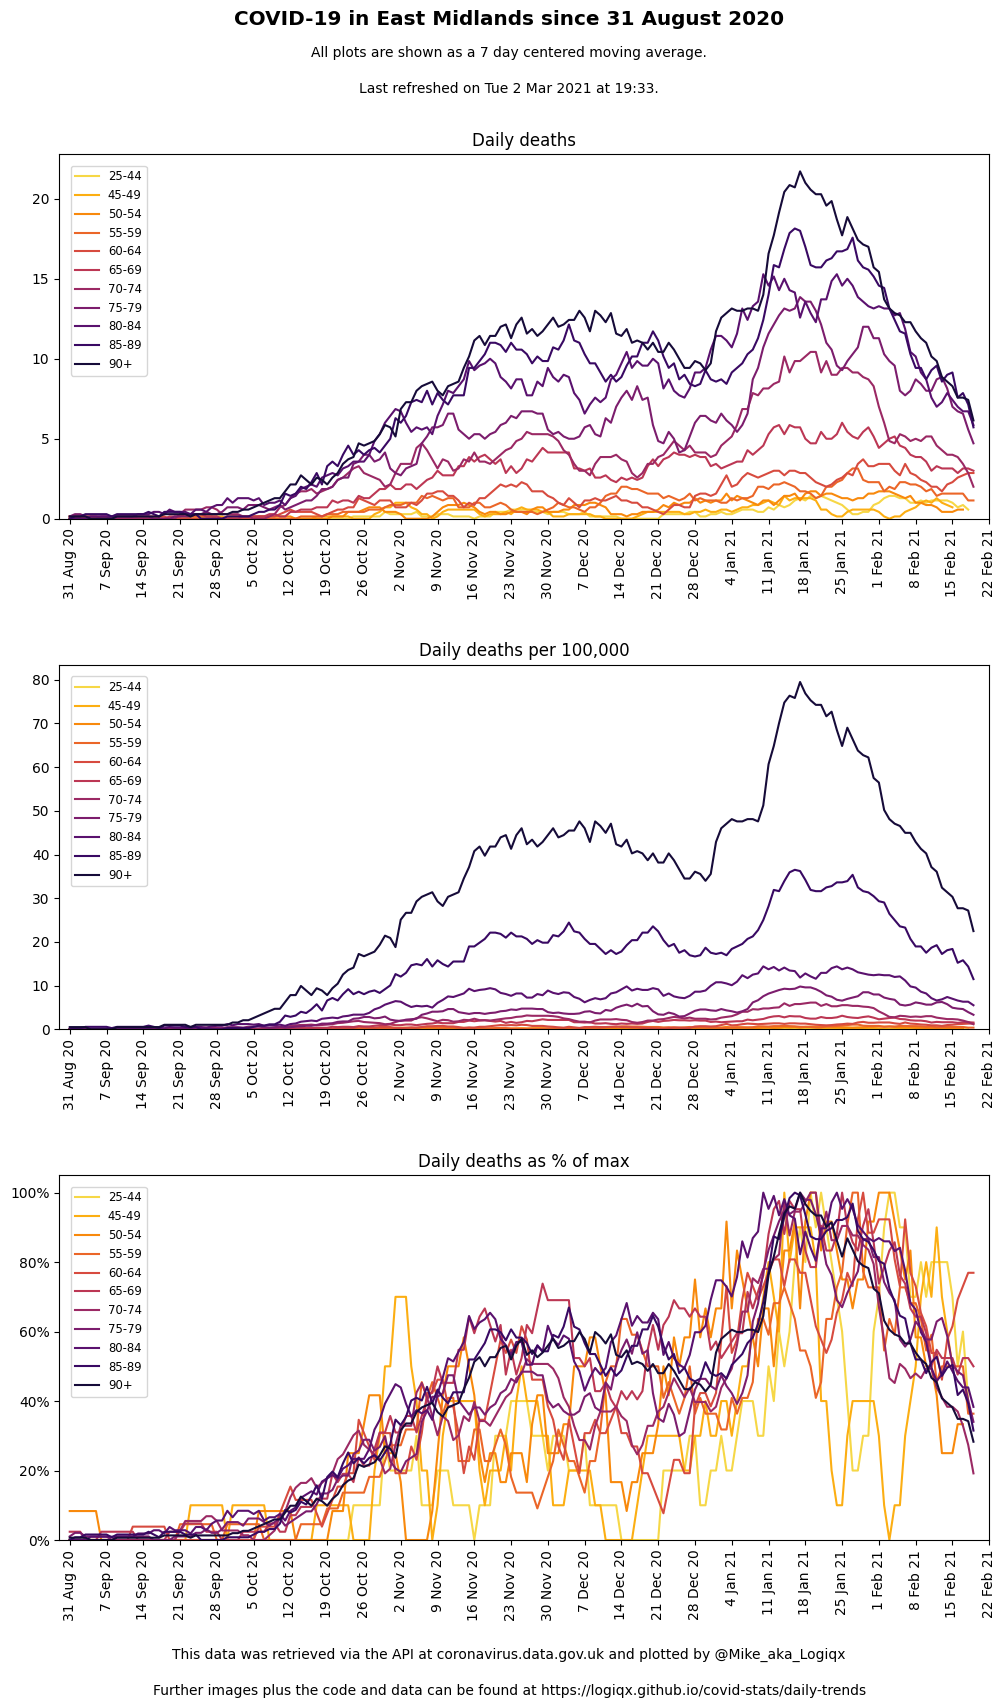 COVID-19 in East Midlands since 31 August 2020
All plots are shown as a 7 day centered moving average.
Last refreshed on Tue 2 Mar 2021 at 19:33.
Daily deaths
25-44
45-49
50-54
55-59
60-64
65-69
70-74
75-79
80-84
85-89
90+
20
15
10
5
0
31 Aug 20
7 Sep 20
14 Sep 20
21 Sep 20
28 Sep 20
5 Oct 20
12 Oct 20
19 Oct 20
26 Oct 20
2 Nov 20
9 Nov 20
16 Nov 20
23 Nov 20
30 Nov 20
7 Dec 20
14 Dec 20
21 Dec 20
28 Dec 20
4 Jan 21
11 Jan 21
18 Jan 21
25 Jan 21
1 Feb 21
8 Feb 21
15 Feb 21
22 Feb 21
Daily deaths per 100,000
25-44
45-49
50-54
55-59
60-64
65-69
70-74
75-79
80-84
85-89
90+
80
70
60
50
40
30
20
10
0
31 Aug 20
7 Sep 20
14 Sep 20
21 Sep 20
28 Sep 20
5 Oct 20
12 Oct 20
19 Oct 20
26 Oct 20
2 Nov 20
9 Nov 20
16 Nov 20
23 Nov 20
30 Nov 20
7 Dec 20
14 Dec 20
21 Dec 20
28 Dec 20
4 Jan 21
11 Jan 21
18 Jan 21
25 Jan 21
1 Feb 21
8 Feb 21
15 Feb 21
22 Feb 21
Daily deaths as % of max
25-44
45-49
50-54
55-59
60-64
65-69
70-74
75-79
80-84
85-89
90+
100%
80%
60%
40%
20%
0%
31 Aug 20
7 Sep 20
14 Sep 20
21 Sep 20
28 Sep 20
5 Oct 20
12 Oct 20
19 Oct 20
26 Oct 20
2 Nov 20
9 Nov 20
16 Nov 20
23 Nov 20
30 Nov 20
7 Dec 20
14 Dec 20
21 Dec 20
28 Dec 20
4 Jan 21
11 Jan 21
18 Jan 21
25 Jan 21
1 Feb 21
8 Feb 21
15 Feb 21
22 Feb 21
This data was retrieved via the API at coronavirus.data.gov.uk and plotted by @Mike_aka_Logiqx
Further images plus the code and data can be found at https://logiqx.github.io/covid-stats/daily-trends